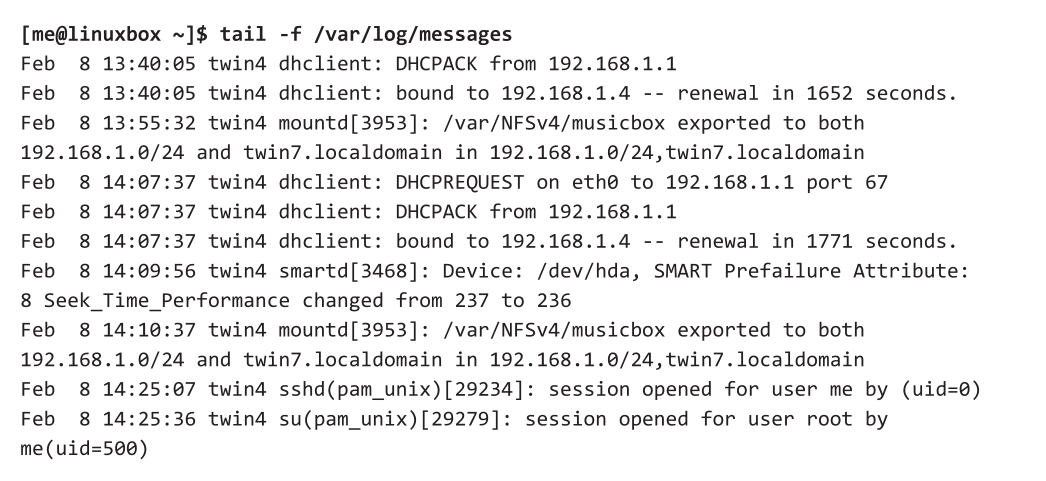 [me@linuxbox ~]$ tail -f /var/log/messages
Feb  8 13:40:05 twin4 dhclient: DHCPACK from 192.168.1.1
Feb  8 13:40:05 twin4 dhclient: bound to 192.168.1.4 -- renewal in 1652 seconds.
Feb  8 13:55:32 twin4 mountd[3953]: /var/NFSv4/musicbox exported to both
192.168.1.0/24 and twin7.localdomain in 192.168.1.0/24,twin7.localdomain
Feb  8 14:07:37 twin4 dhclient: DHCPREQUEST on eth0 to 192.168.1.1 port 67
Feb  8 14:07:37 twin4 dhclient: DHCPACK from 192.168.1.1
Feb  8 14:07:37 twin4 dhclient: bound to 192.168.1.4 -- renewal in 1771 seconds.
Feb  8 14:09:56 twin4 smartd[3468]: Device: /dev/hda, SMART Prefailure Attribute:
8 Seek_Time_Performance changed from 237 to 236
Feb  8 14:10:37 twin4 mountd[3953]: /var/NFSv4/musicbox exported to both
192.168.1.0/24 and twin7.localdomain in 192.168.1.0/24,twin7.localdomain
Feb  8 14:25:07 twin4 sshd(pam_unix)[29234]: session opened for user me by (uid=0)
Feb  8 14:25:36 twin4 su(pam_unix)[29279]: session opened for user root by
me(uid=500)